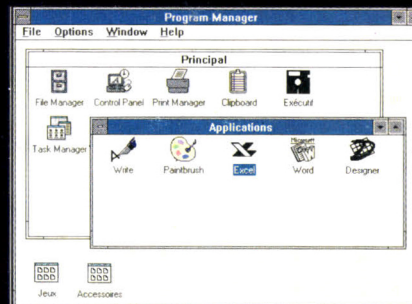 Program Manager
File Options Window Help
Principal
File Manager Control Panel Print Manager Clipboard Exécutif
Task Manager
Applications
Write Paintbrush Excel Word Designer
Jeux Accessoires